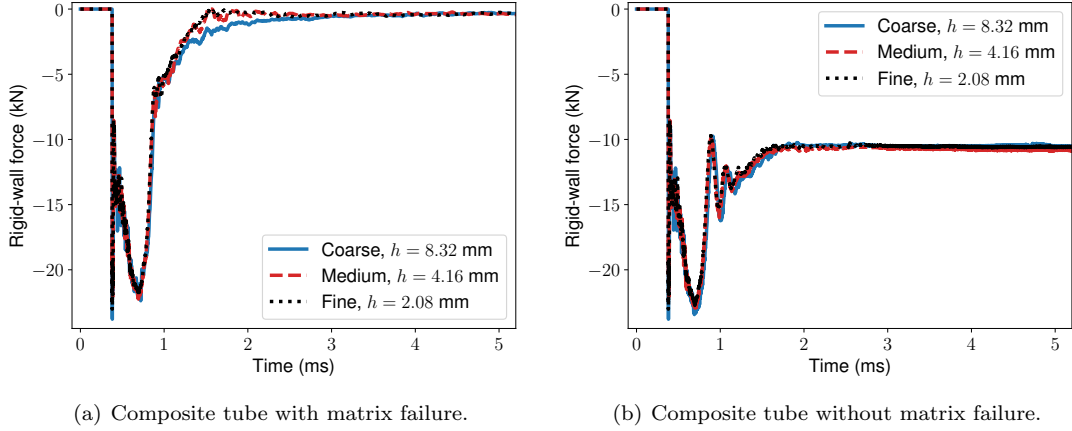 0
−5
−10
−15
−20
Rigid-wall force (kN)
0 1 2 3 4 5
Time (ms)
Coarse, h = 8.32 mm
Medium, h = 4.16 mm
Fine, h = 2.08 mm
(a) Composite tube with matrix failure.
0
−5
−10
−15
−20
Rigid-wall force (kN)
0 1 2 3 4 5
Time (ms)
Coarse, h = 8.32 mm
Medium, h = 4.16 mm
Fine, h = 2.08 mm
(b) Composite tube without matrix failure.